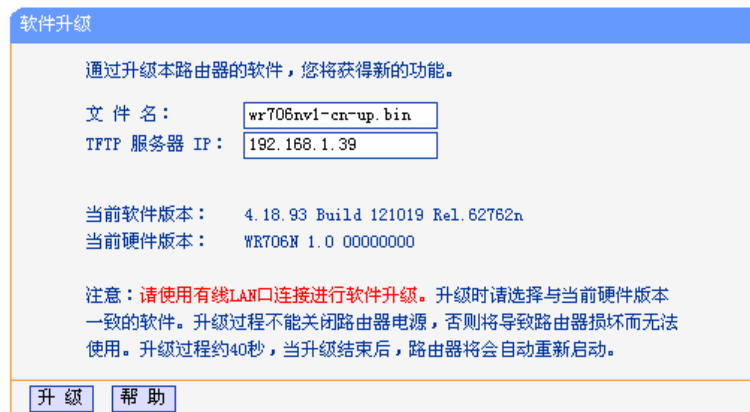 软件升级
通过升级本路由器的软件，您将获得新的功能。
文 件 名： wr706nv1-cn-up.bin
TFTP 服务器 IP： 192.168.1.39
当前软件版本： 4.18.93 Build 121019 Rel.62762n
当前硬件版本： WR706N 1.0 00000000
注意：请使用有线LAN口连接进行软件升级。升级时请选择与当前硬件版本
一致的软件。升级过程不能关闭路由器电源，否则将导致路由器损坏而无法
使用。升级过程约40秒，当升级结束后，路由器将会自动重新启动。
升 级 帮 助